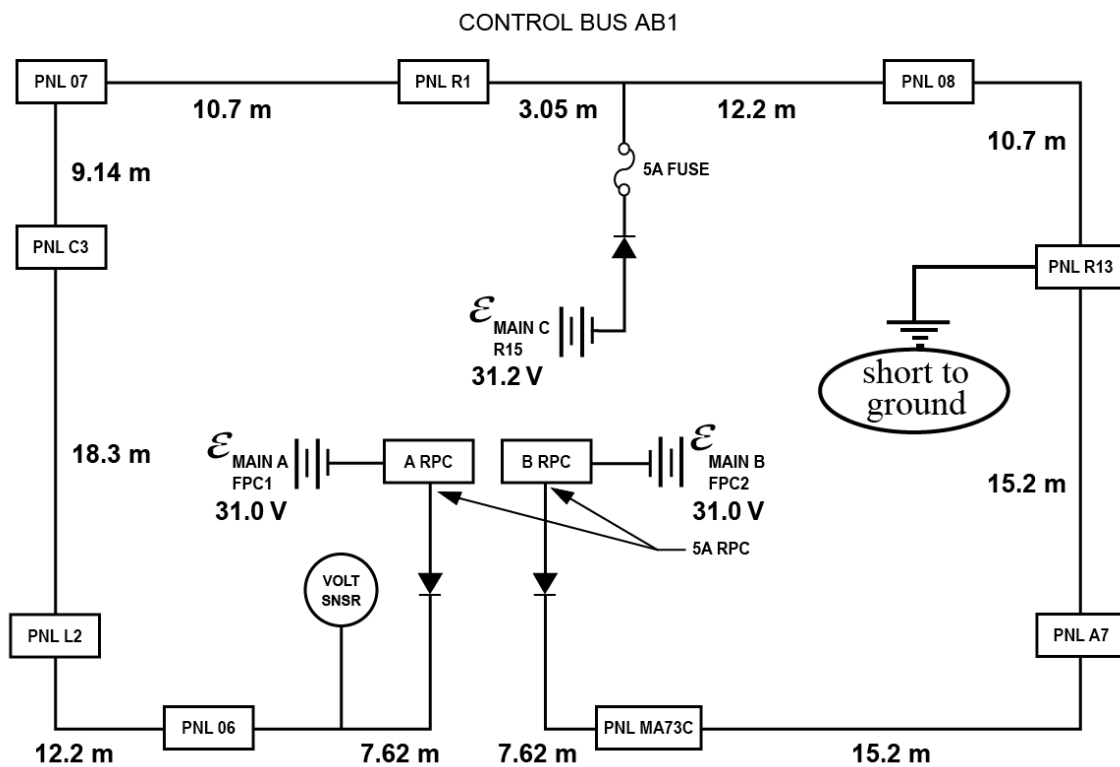 CONTROL BUS AB1
PNL 07
PNL R1
PNL 08
10.7 m
3.05 m
12.2 m
10.7 m
9.14 m
5A FUSE
PNL C3
PNL R13
ℰ MAIN C
R15
31.2 V
short to
ground
18.3 m
ℰ MAIN A
FPC1
31.0 V
A RPC
B RPC
ℰ MAIN B
FPC2
31.0 V
15.2 m
5A RPC
VOLT
SNSR
PNL L2
PNL A7
PNL 06
PNL MA73C
12.2 m
7.62 m
7.62 m
15.2 m